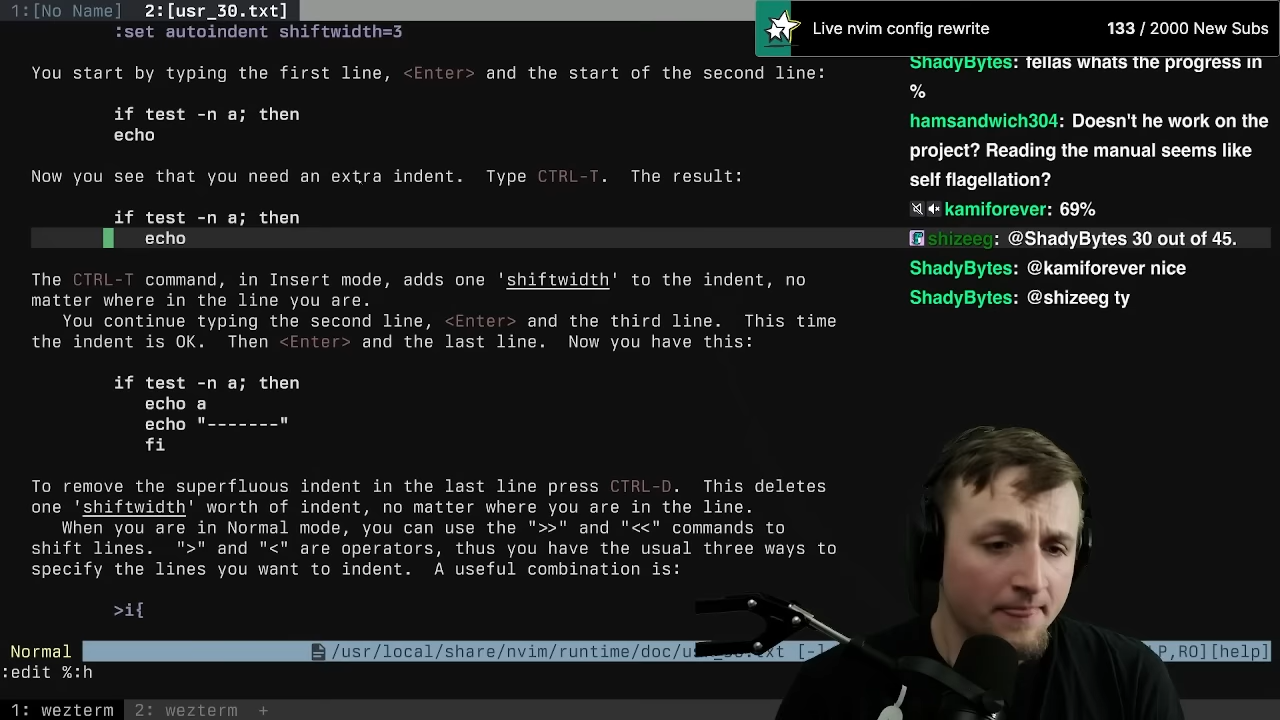 1:[No Name]  2:[usr_30.txt]
:set autoindent shiftwidth=3
You start by typing the first line, <Enter> and the start of the second line:
if test -n a; then
echo
Now you see that you need an extra indent.  Type CTRL-T.  The result:
if test -n a; then
echo
The CTRL-T command, in Insert mode, adds one 'shiftwidth' to the indent, no
matter where in the line you are.
You continue typing the second line, <Enter> and the third line.  This time
the indent is OK.  Then <Enter> and the last line.  Now you have this:
if test -n a; then
echo a
echo "-------"
fi
To remove the superfluous indent in the last line press CTRL-D.  This deletes
one 'shiftwidth' worth of indent, no matter where you are in the line.
When you are in Normal mode, you can use the ">>" and "<<" commands to
shift lines.  ">" and "<" are operators, thus you have the usual three ways to
specify the lines you want to indent.  A useful combination is:
>i{
Normal
/usr/local/share/nvim/runtime/doc/usr_30.txt [-]
P,RO][help]
:edit %:h
1: wezterm  2: wezterm  +
Live nvim config rewrite
133 / 2000 New Subs
ShadyBytes: fellas whats the progress in
%
hamsandwich304: Doesn't he work on the
project? Reading the manual seems like
self flagellation?
kamiforever: 69%
shizeeg: @ShadyBytes 30 out of 45.
ShadyBytes: @kamiforever nice
ShadyBytes: @shizeeg ty